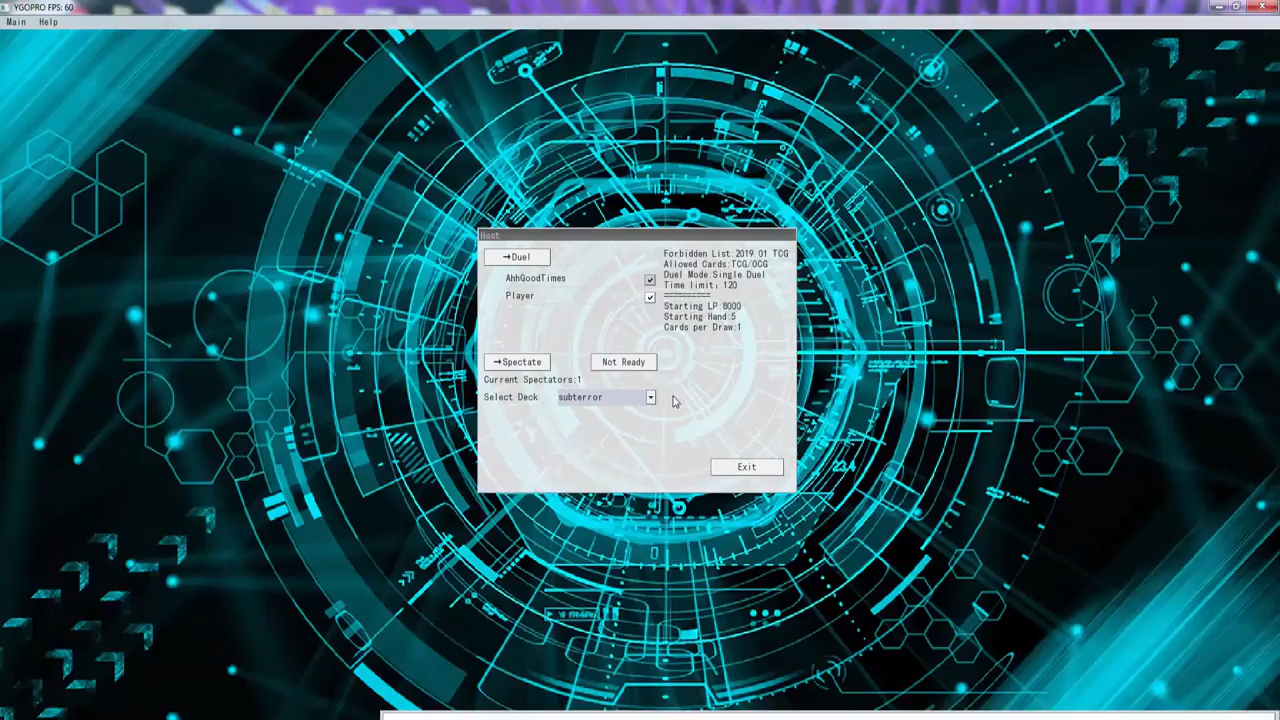 YGOPRO FPS: 60
Main Help
Host
→Duel
AhhGoodTimes
Player
Forbidden List:2019.01 TCG
Allowed Cards:TCG/OCG
Duel Mode:Single Duel
Time limit: 120
==========
Starting LP:8000
Starting Hand:5
Cards per Draw:1
→Spectate
Not Ready
Current Spectators:1
Select Deck subterror
Exit
23.4